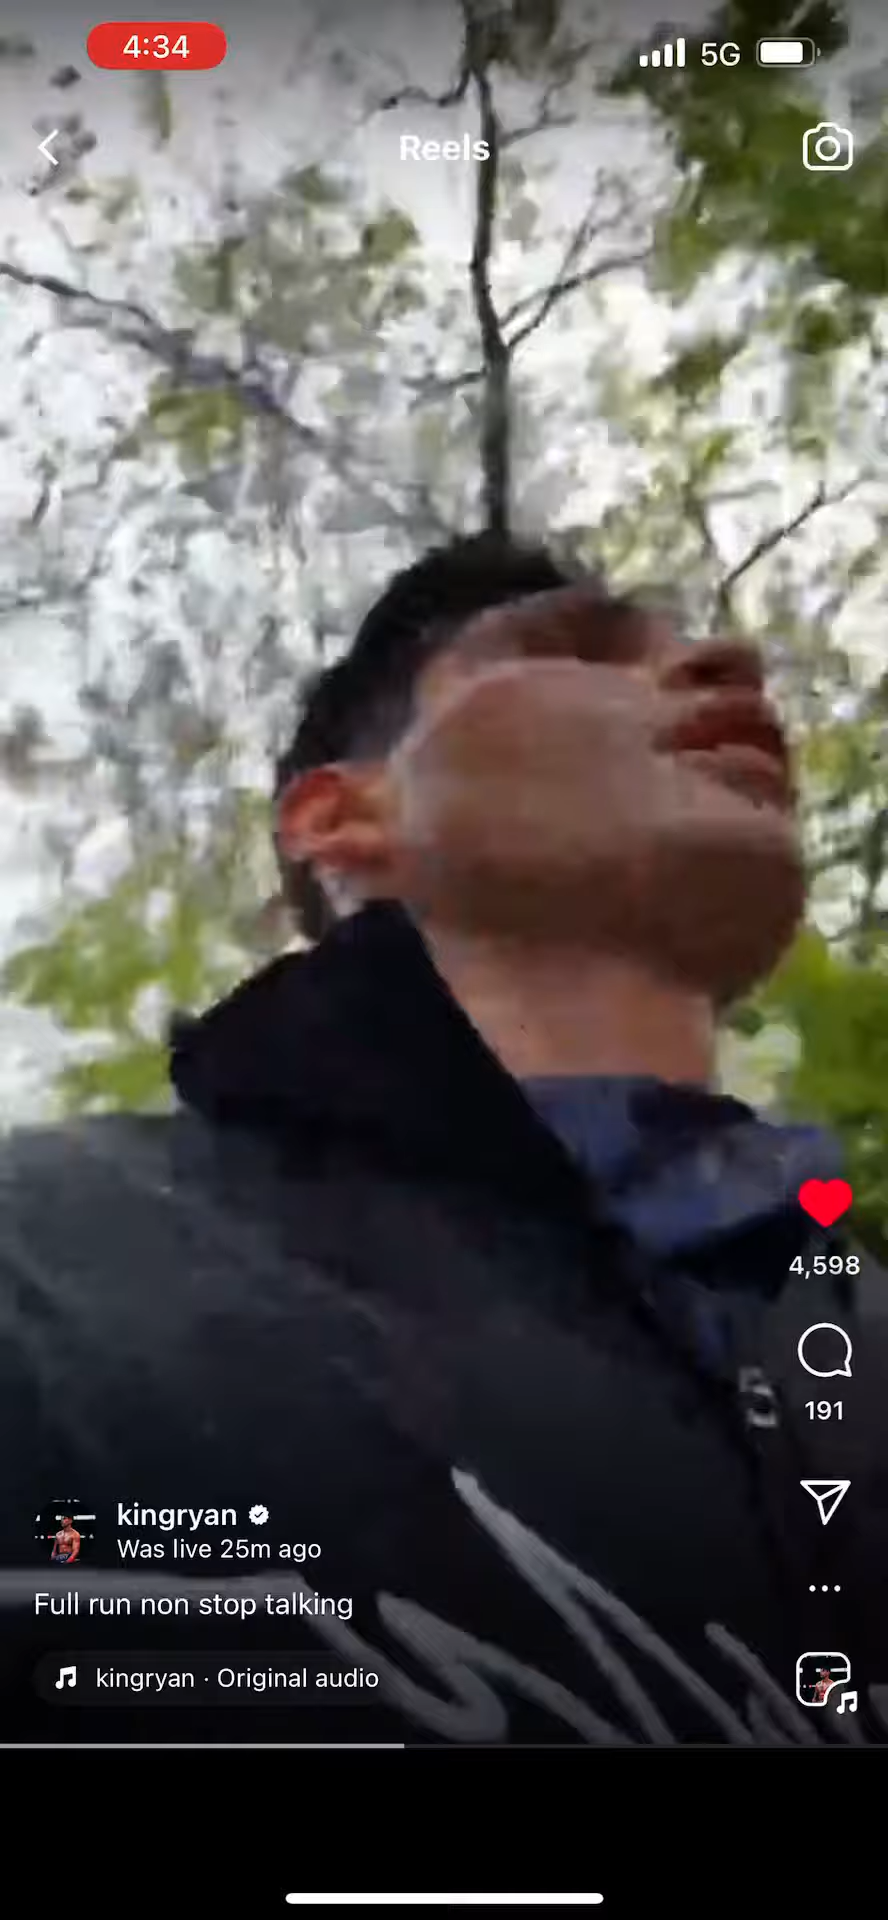 4:34
5G
Reels
4,598
191
kingryan
Was live 25m ago
Full run non stop talking
kingryan · Original audio